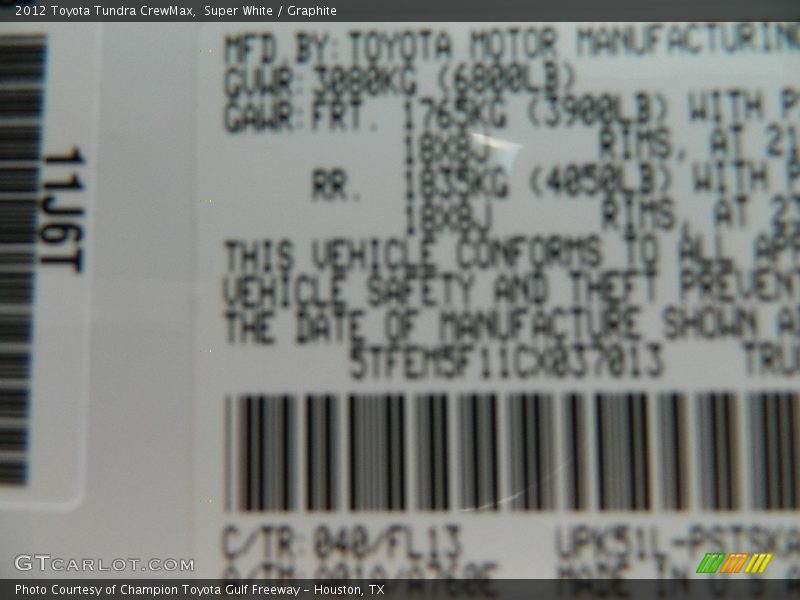 2012 Toyota Tundra CrewMax, Super White / Graphite
MFD. BY: TOYOTA MOTOR MANUFACTURING
GVWR: 3080KG (6800LB)
GAWR: FRT. 1765KG (3900LB) WITH P
18X8J RIMS, AT 21
RR. 1835KG (4050LB) WITH P
18X8J RIMS, AT 23
THIS VEHICLE CONFORMS TO ALL APP
VEHICLE SAFETY AND THEFT PREVENT
THE DATE OF MANUFACTURE SHOWN A
5TFEM5F11CX037013 TRU
11J6T
C/TR: 040/FL13 UPK51L-PSTSKA
GTCARLOT.COM
Photo Courtesy of Champion Toyota Gulf Freeway - Houston, TX